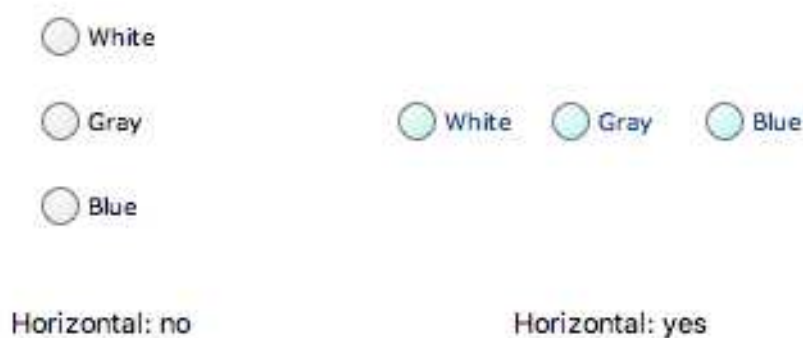 White
Gray
Blue
White Gray Blue
Horizontal: no
Horizontal: yes